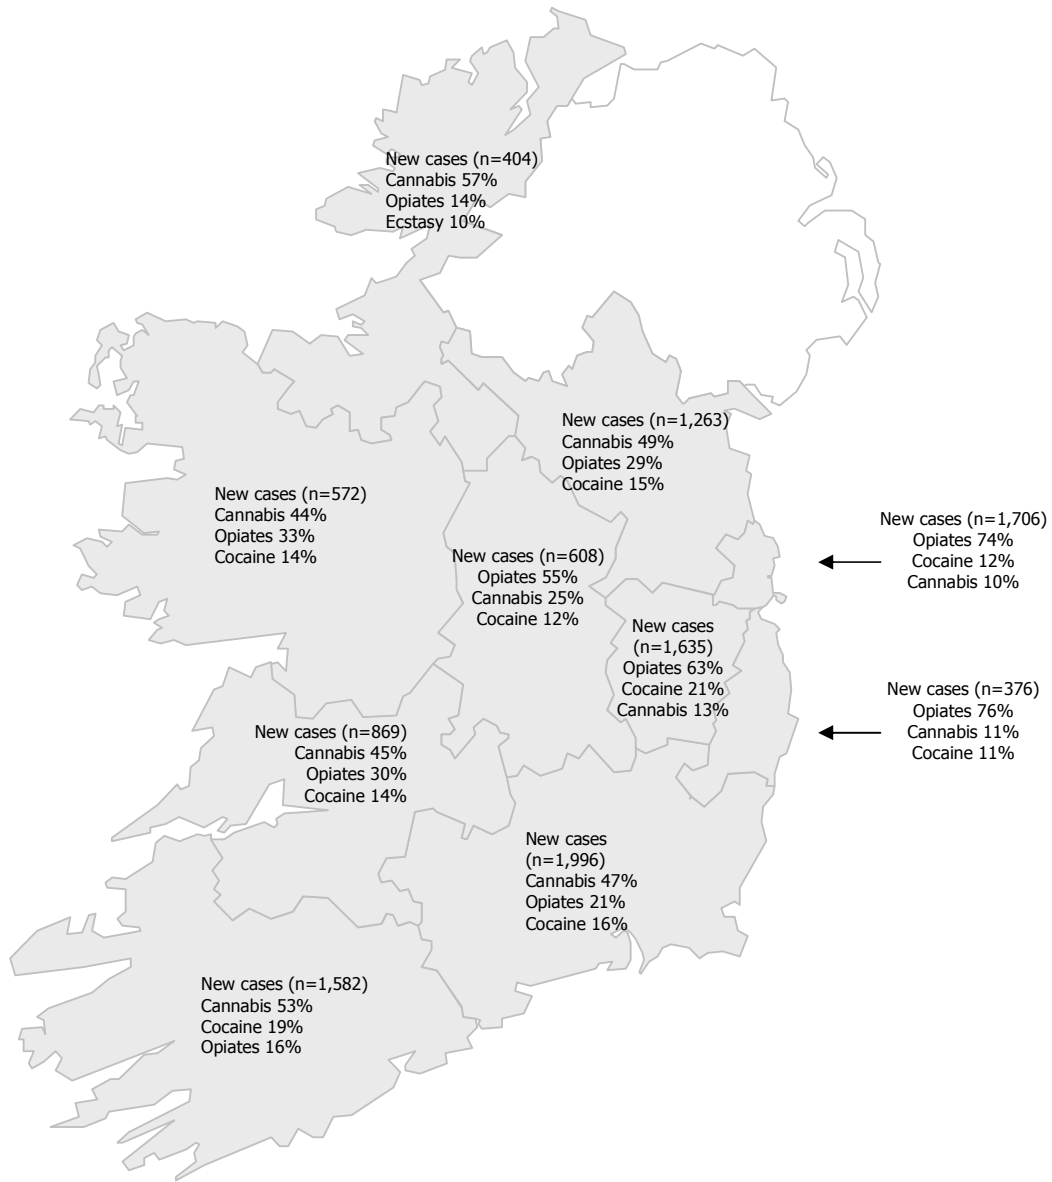 New cases (n=404)
Cannabis 57%
Opiates 14%
Ecstasy 10%
New cases (n=1,263)
Cannabis 49%
Opiates 29%
Cocaine 15%
New cases (n=572)
Cannabis 44%
Opiates 33%
Cocaine 14%
New cases (n=1,706)
Opiates 74%
Cocaine 12%
Cannabis 10%
New cases (n=608)
Opiates 55%
Cannabis 25%
Cocaine 12%
New cases
(n=1,635)
Opiates 63%
Cocaine 21%
Cannabis 13%
New cases (n=376)
Opiates 76%
Cannabis 11%
Cocaine 11%
New cases (n=869)
Cannabis 45%
Opiates 30%
Cocaine 14%
New cases
(n=1,996)
Cannabis 47%
Opiates 21%
Cocaine 16%
New cases (n=1,582)
Cannabis 53%
Cocaine 19%
Opiates 16%